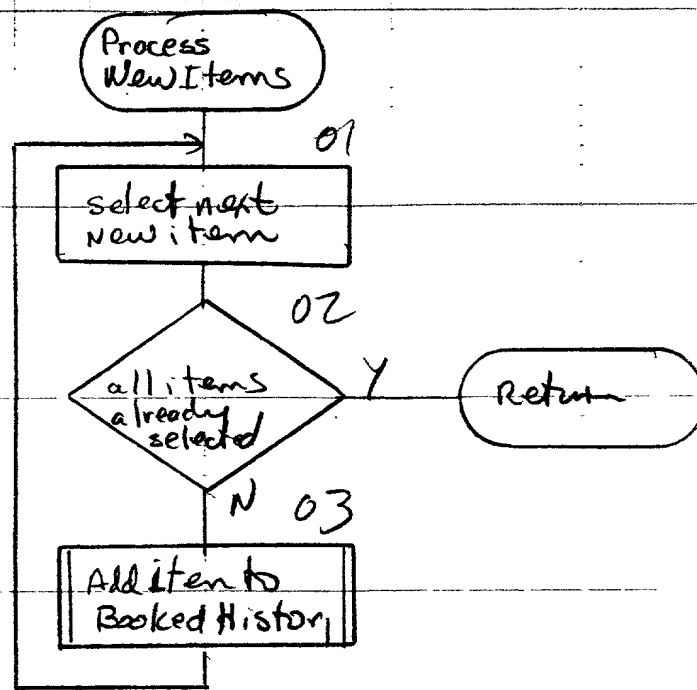 Process
New Items
01
select next
New item
02
all items
already
selected
Y
Return
N
03
Add item to
Booked History